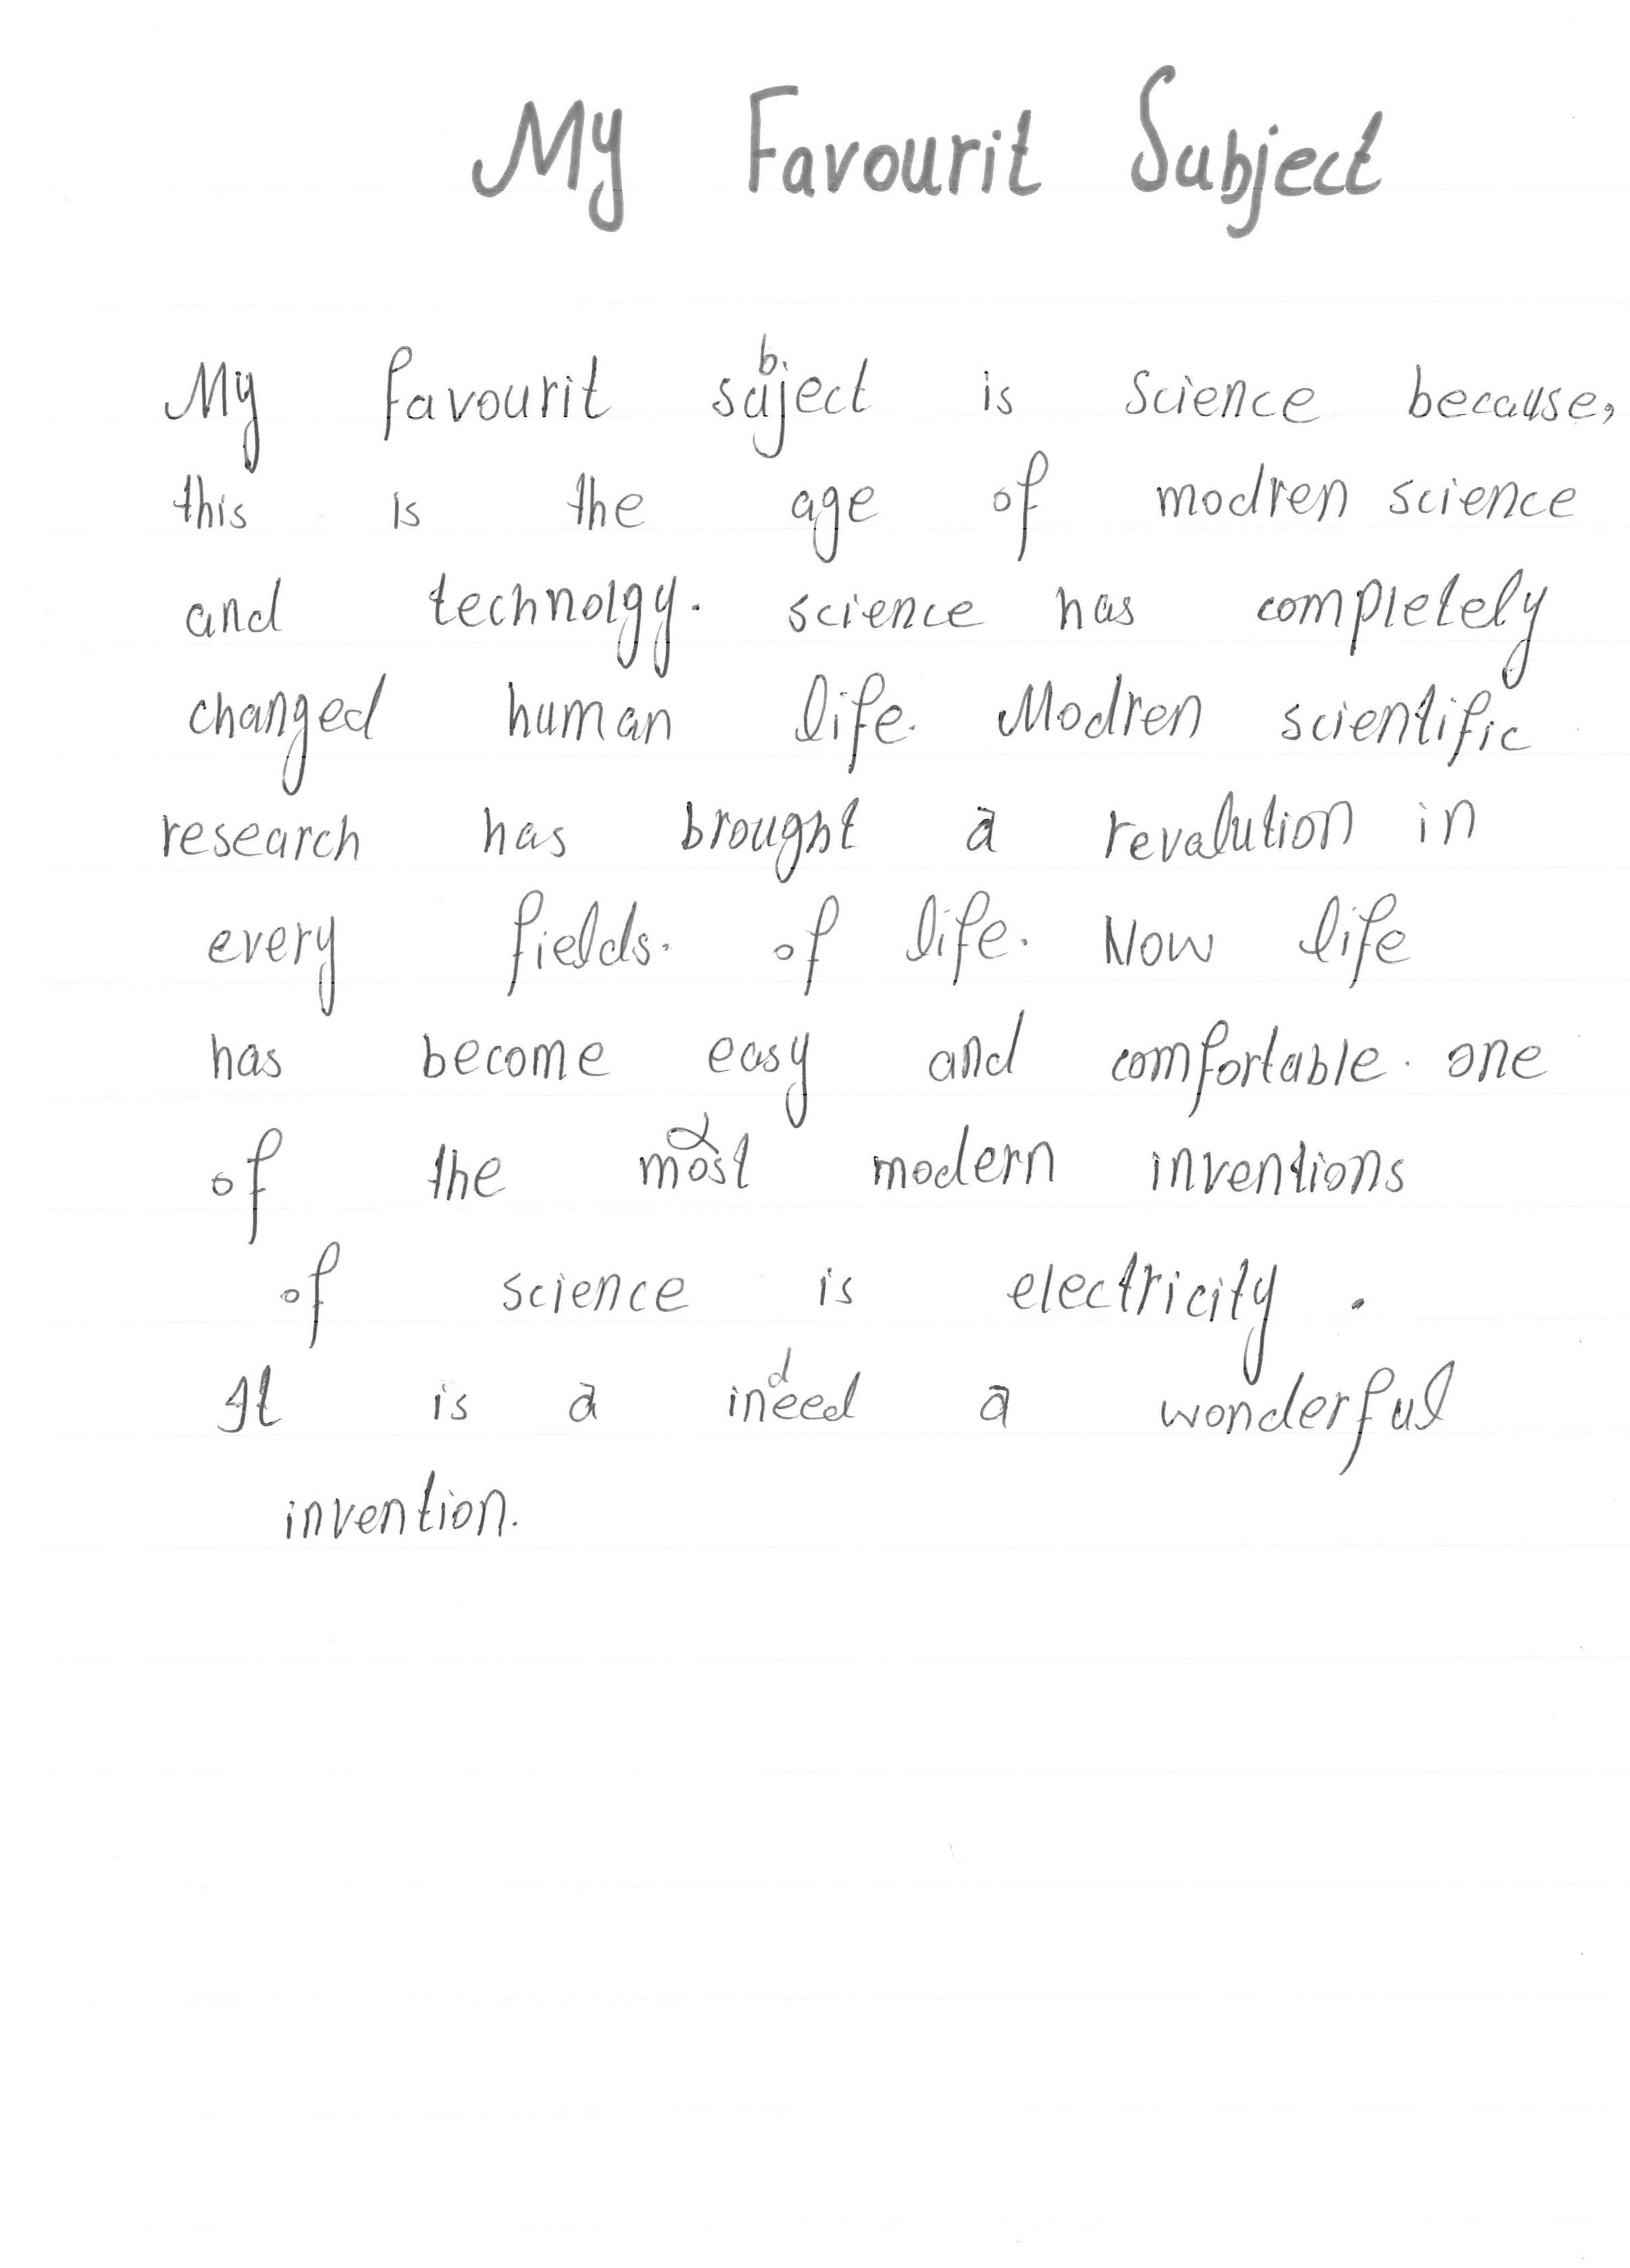 My Favourit Subject
My favourit subject is science because,
this is the age of modren science
and technolgy. science has completely
changed human life. Modren scientific
research has brought a revalution in
every fields. of life. Now life
has become easy and comfortable. one
of the most modern inventions
of science is electricity.
It is a indeed a wonderful
invention.